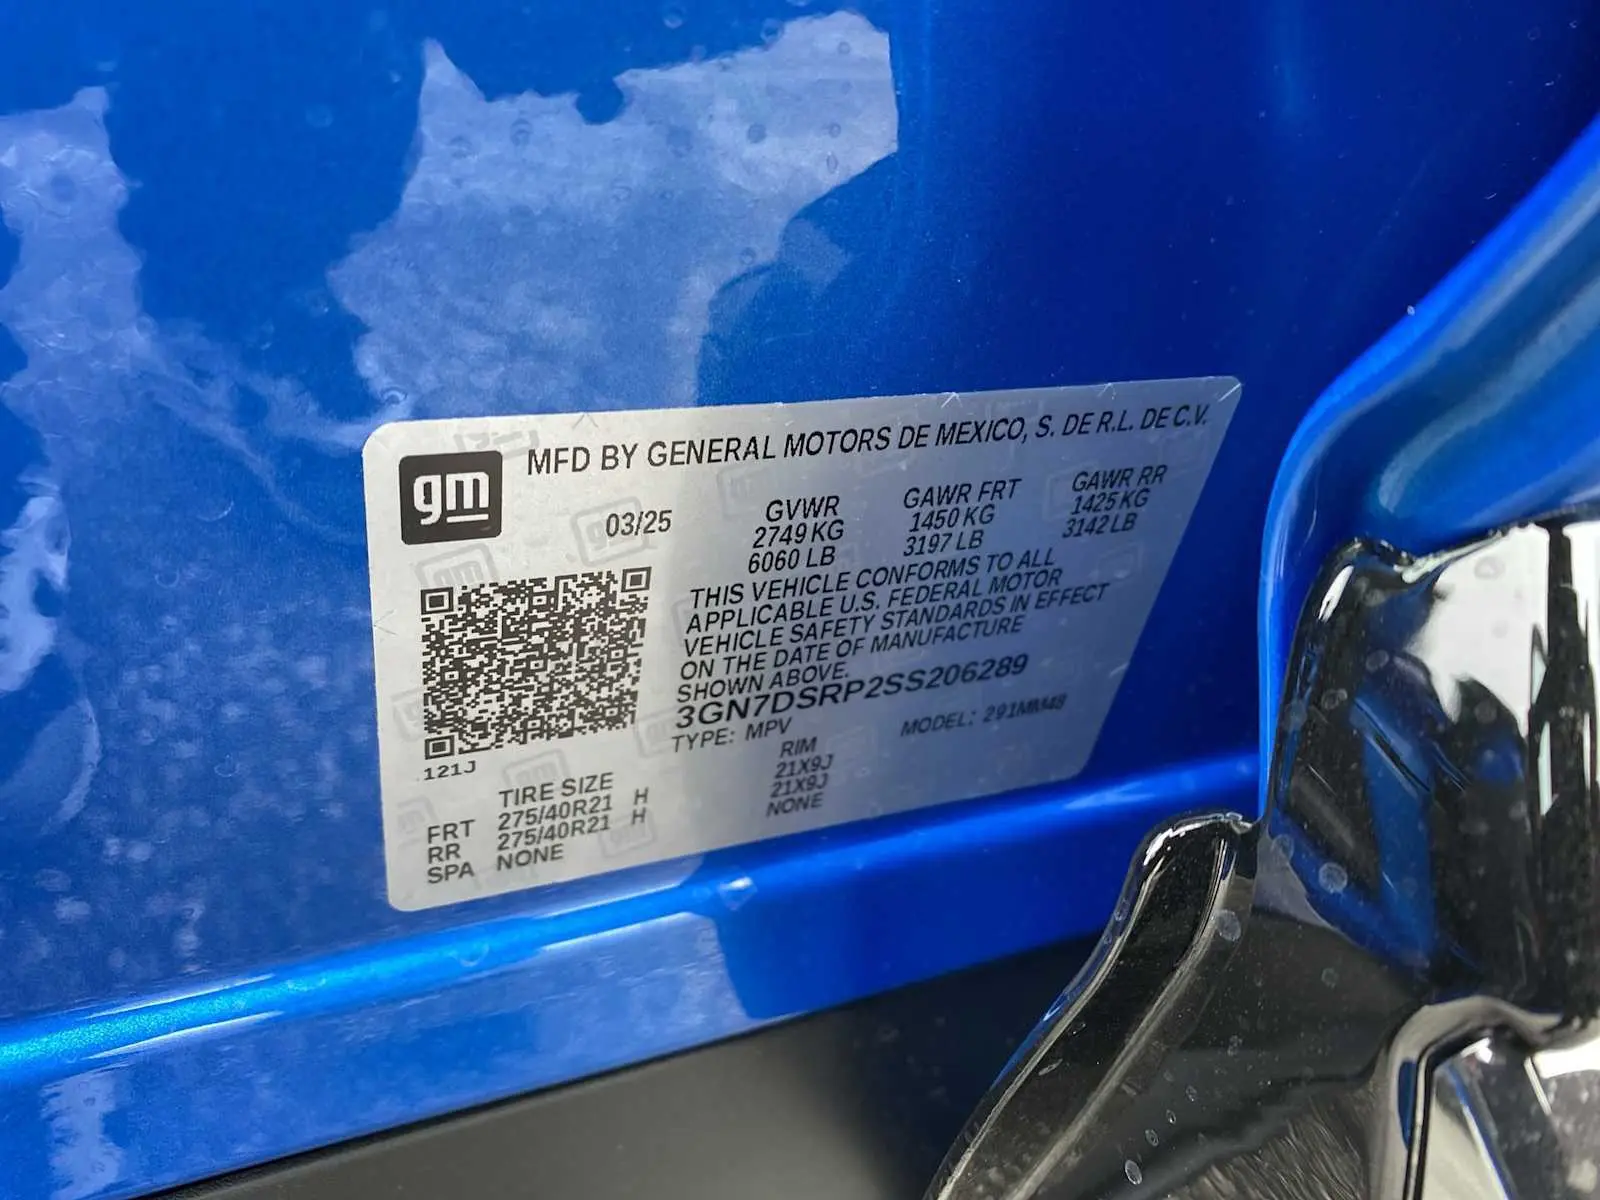 gm
MFD BY GENERAL MOTORS DE MEXICO, S. DE R.L. DE C.V.
03/25
GVWR
2749 KG
6060 LB
GAWR FRT
1450 KG
3197 LB
GAWR RR
1425 KG
3142 LB
THIS VEHICLE CONFORMS TO ALL
APPLICABLE U.S. FEDERAL MOTOR
VEHICLE SAFETY STANDARDS IN EFFECT
ON THE DATE OF MANUFACTURE
SHOWN ABOVE.
3GN7DSRP2SS206289
TYPE: MPV MODEL: 291MM48
121J
TIRE SIZE RIM
FRT 275/40R21 H 21X9J
RR 275/40R21 H 21X9J
SPA NONE NONE